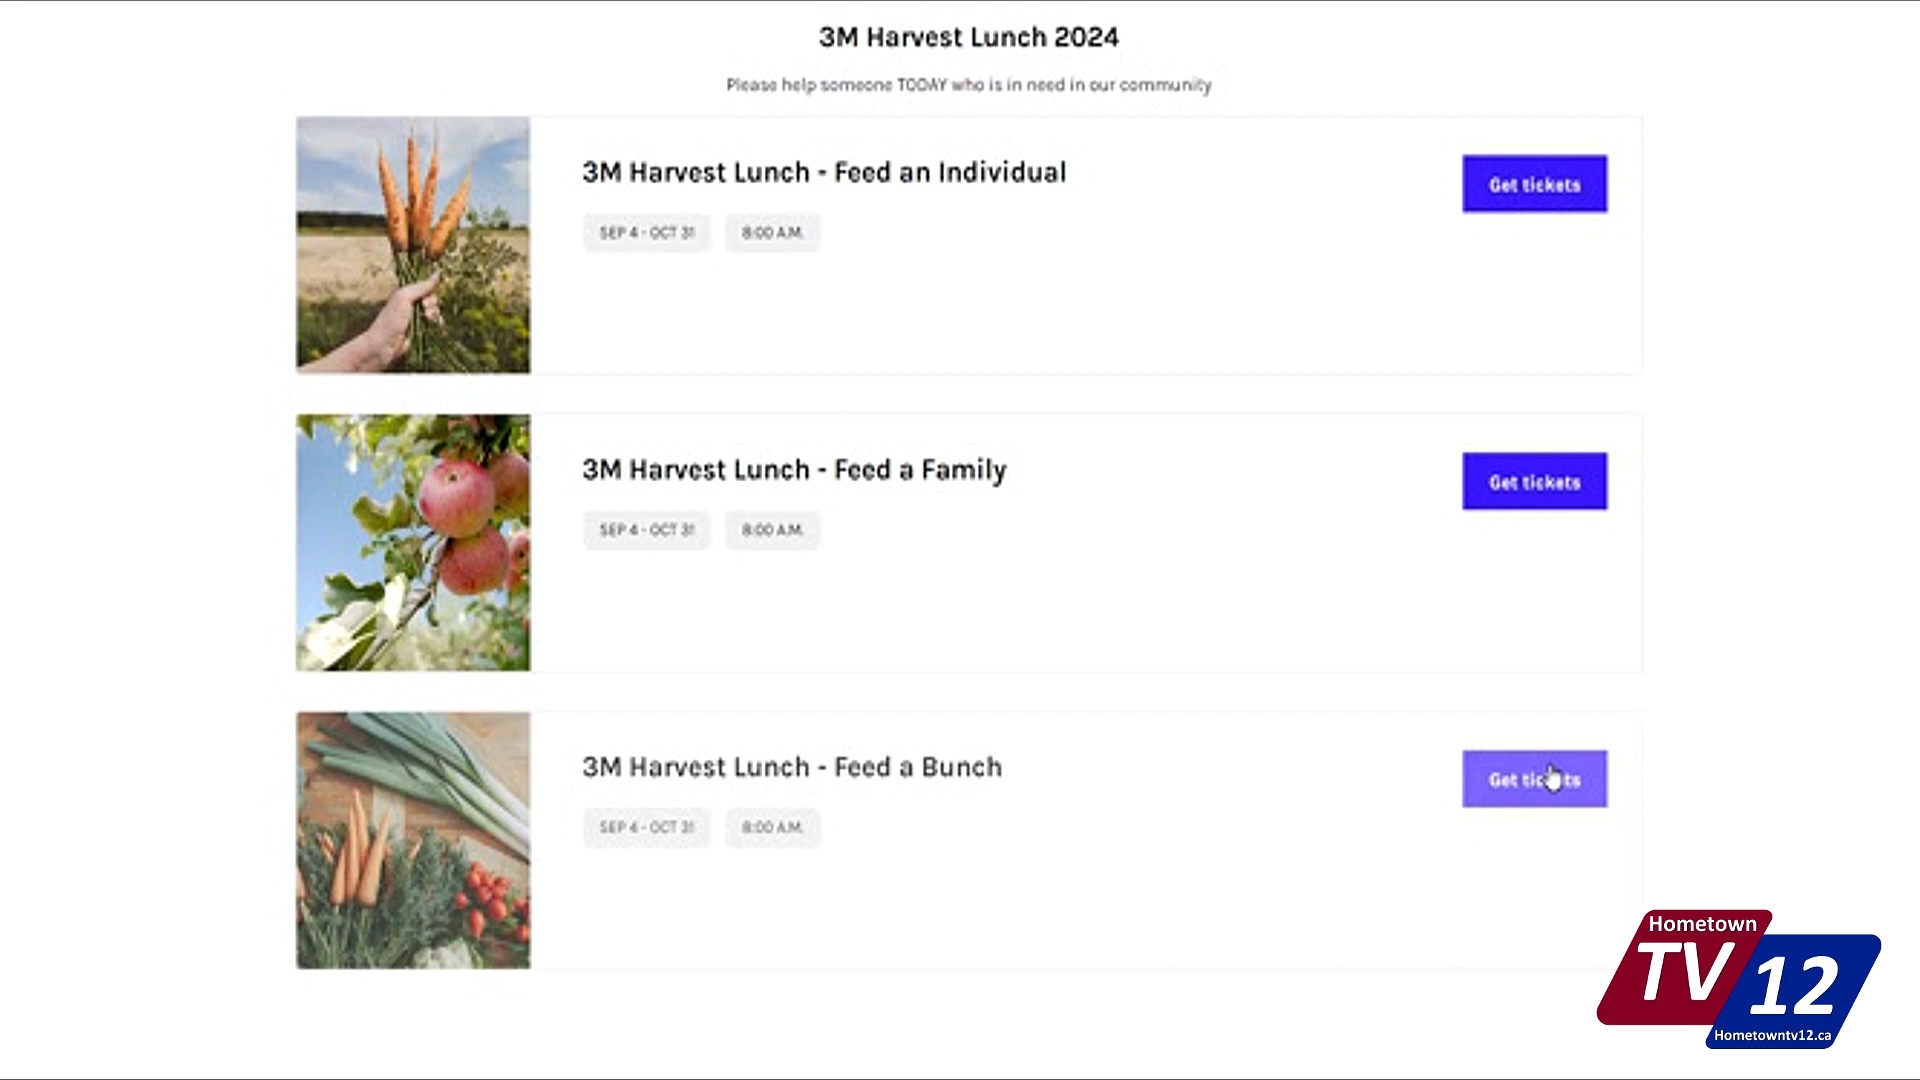 3M Harvest Lunch 2024
Please help someone TODAY who is in need in our community
3M Harvest Lunch - Feed an Individual
Get tickets
SEP 4 - OCT 31
8:00 A.M.
3M Harvest Lunch - Feed a Family
Get tickets
SEP 4 - OCT 31
8:00 A.M.
3M Harvest Lunch - Feed a Bunch
Get tickets
SEP 4 - OCT 31
8:00 A.M.
Hometown
TV 12
Hometowntv12.ca